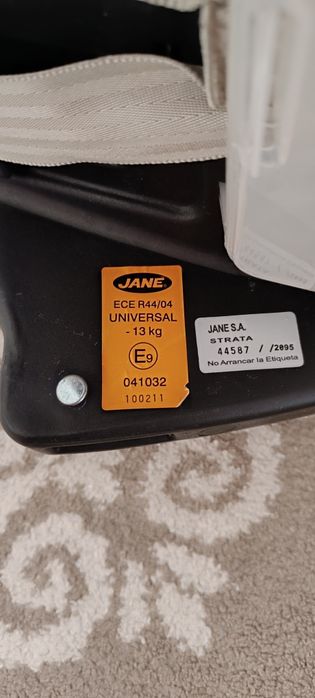 JANE
ECE R44/04
UNIVERSAL
- 13 kg
E9
041032
100211
JANE S.A.
STRATA
44587 / /2095
No Arrancar la Etiqueta